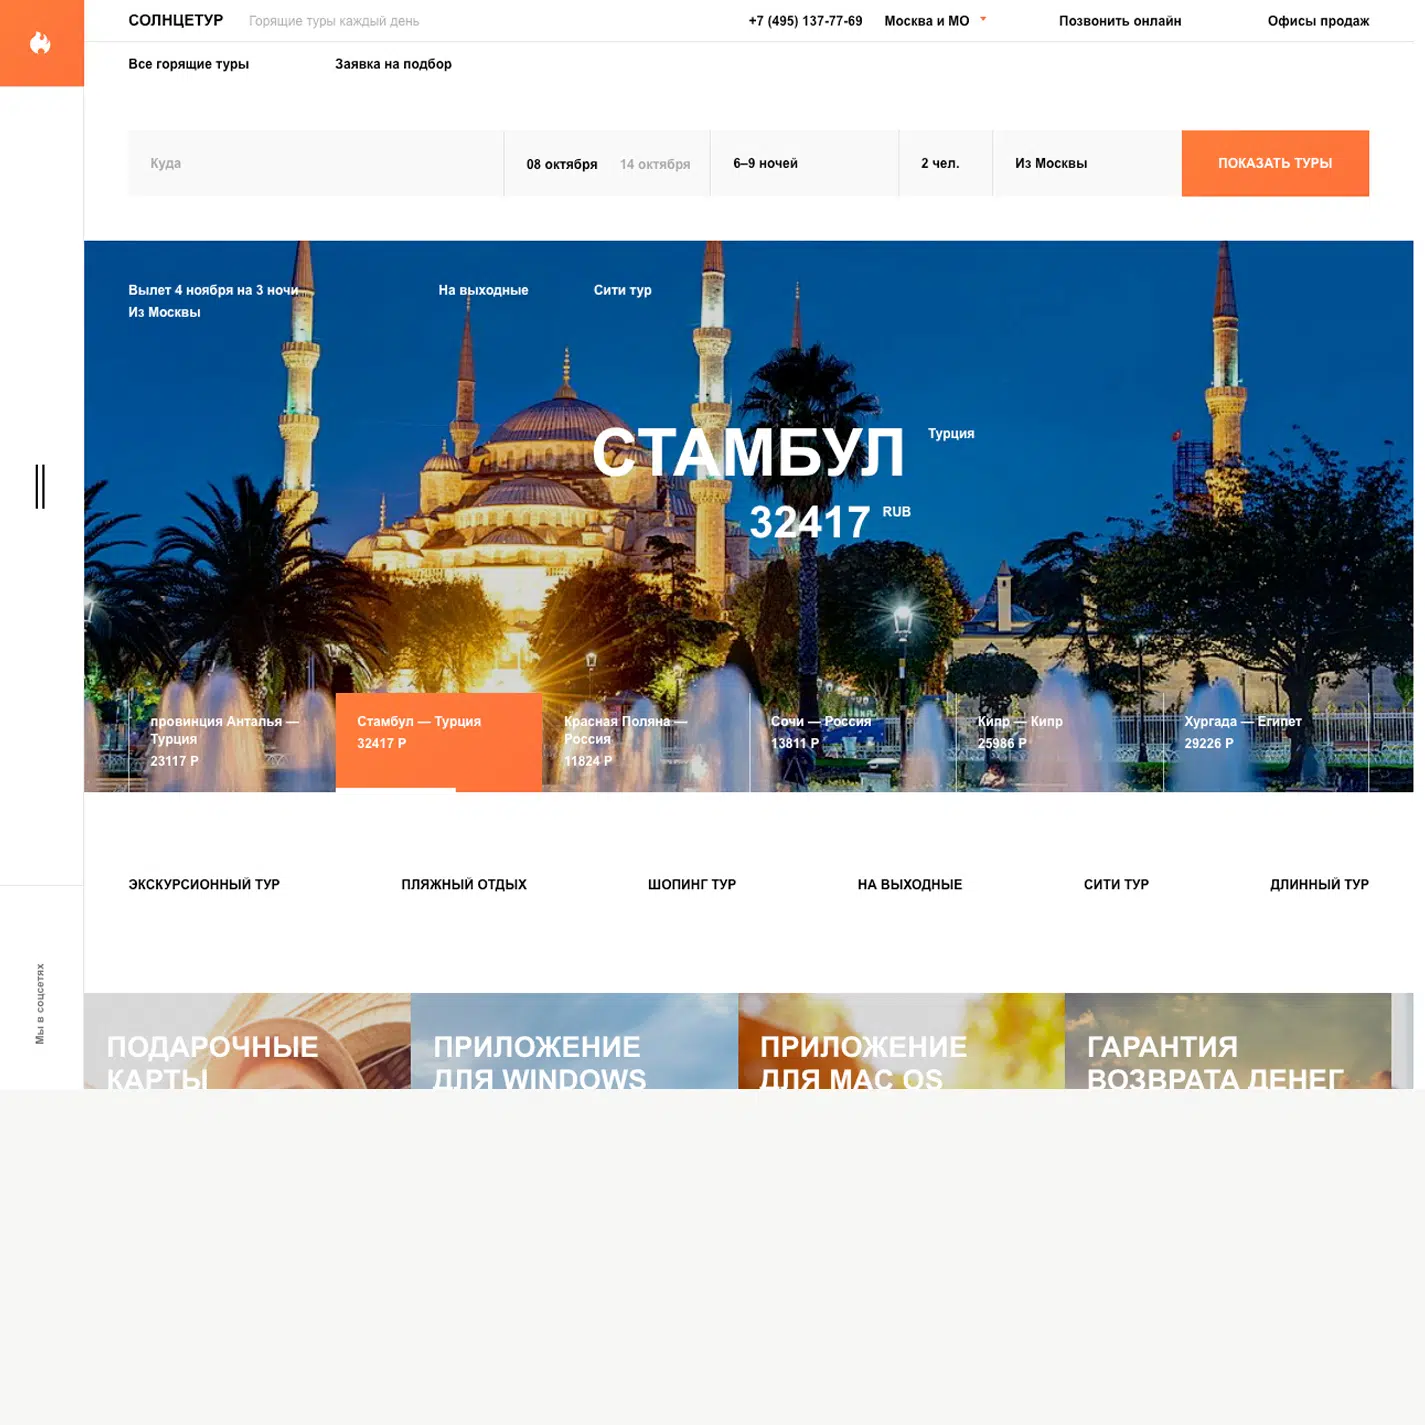 СОЛНЦЕТУР
Горящие туры каждый день
+7 (495) 137-77-69
Москва и МО
Позвонить онлайн
Офисы продаж
Все горящие туры
Заявка на подбор
Куда
08 октября
14 октября
6–9 ночей
2 чел.
Из Москвы
ПОКАЗАТЬ ТУРЫ
Вылет 4 ноября на 3 ночи
Из Москвы
На выходные
Сити тур
СТАМБУЛ
Турция
32417 RUB
провинция Анталья —
Турция
23117 Р
Стамбул — Турция
32417 Р
Красная Поляна —
Россия
11824 Р
Сочи — Россия
13811 Р
Кипр — Кипр
25986 Р
Хургада — Египет
29226 Р
ЭКСКУРСИОННЫЙ ТУР
ПЛЯЖНЫЙ ОТДЫХ
ШОПИНГ ТУР
НА ВЫХОДНЫЕ
СИТИ ТУР
ДЛИННЫЙ ТУР
Мы в соцсетях
ПОДАРОЧНЫЕ
КАРТЫ
ПРИЛОЖЕНИЕ
ДЛЯ WINDOWS
ПРИЛОЖЕНИЕ
ДЛЯ MAC OS
ГАРАНТИЯ
ВОЗВРАТА ДЕНЕГ